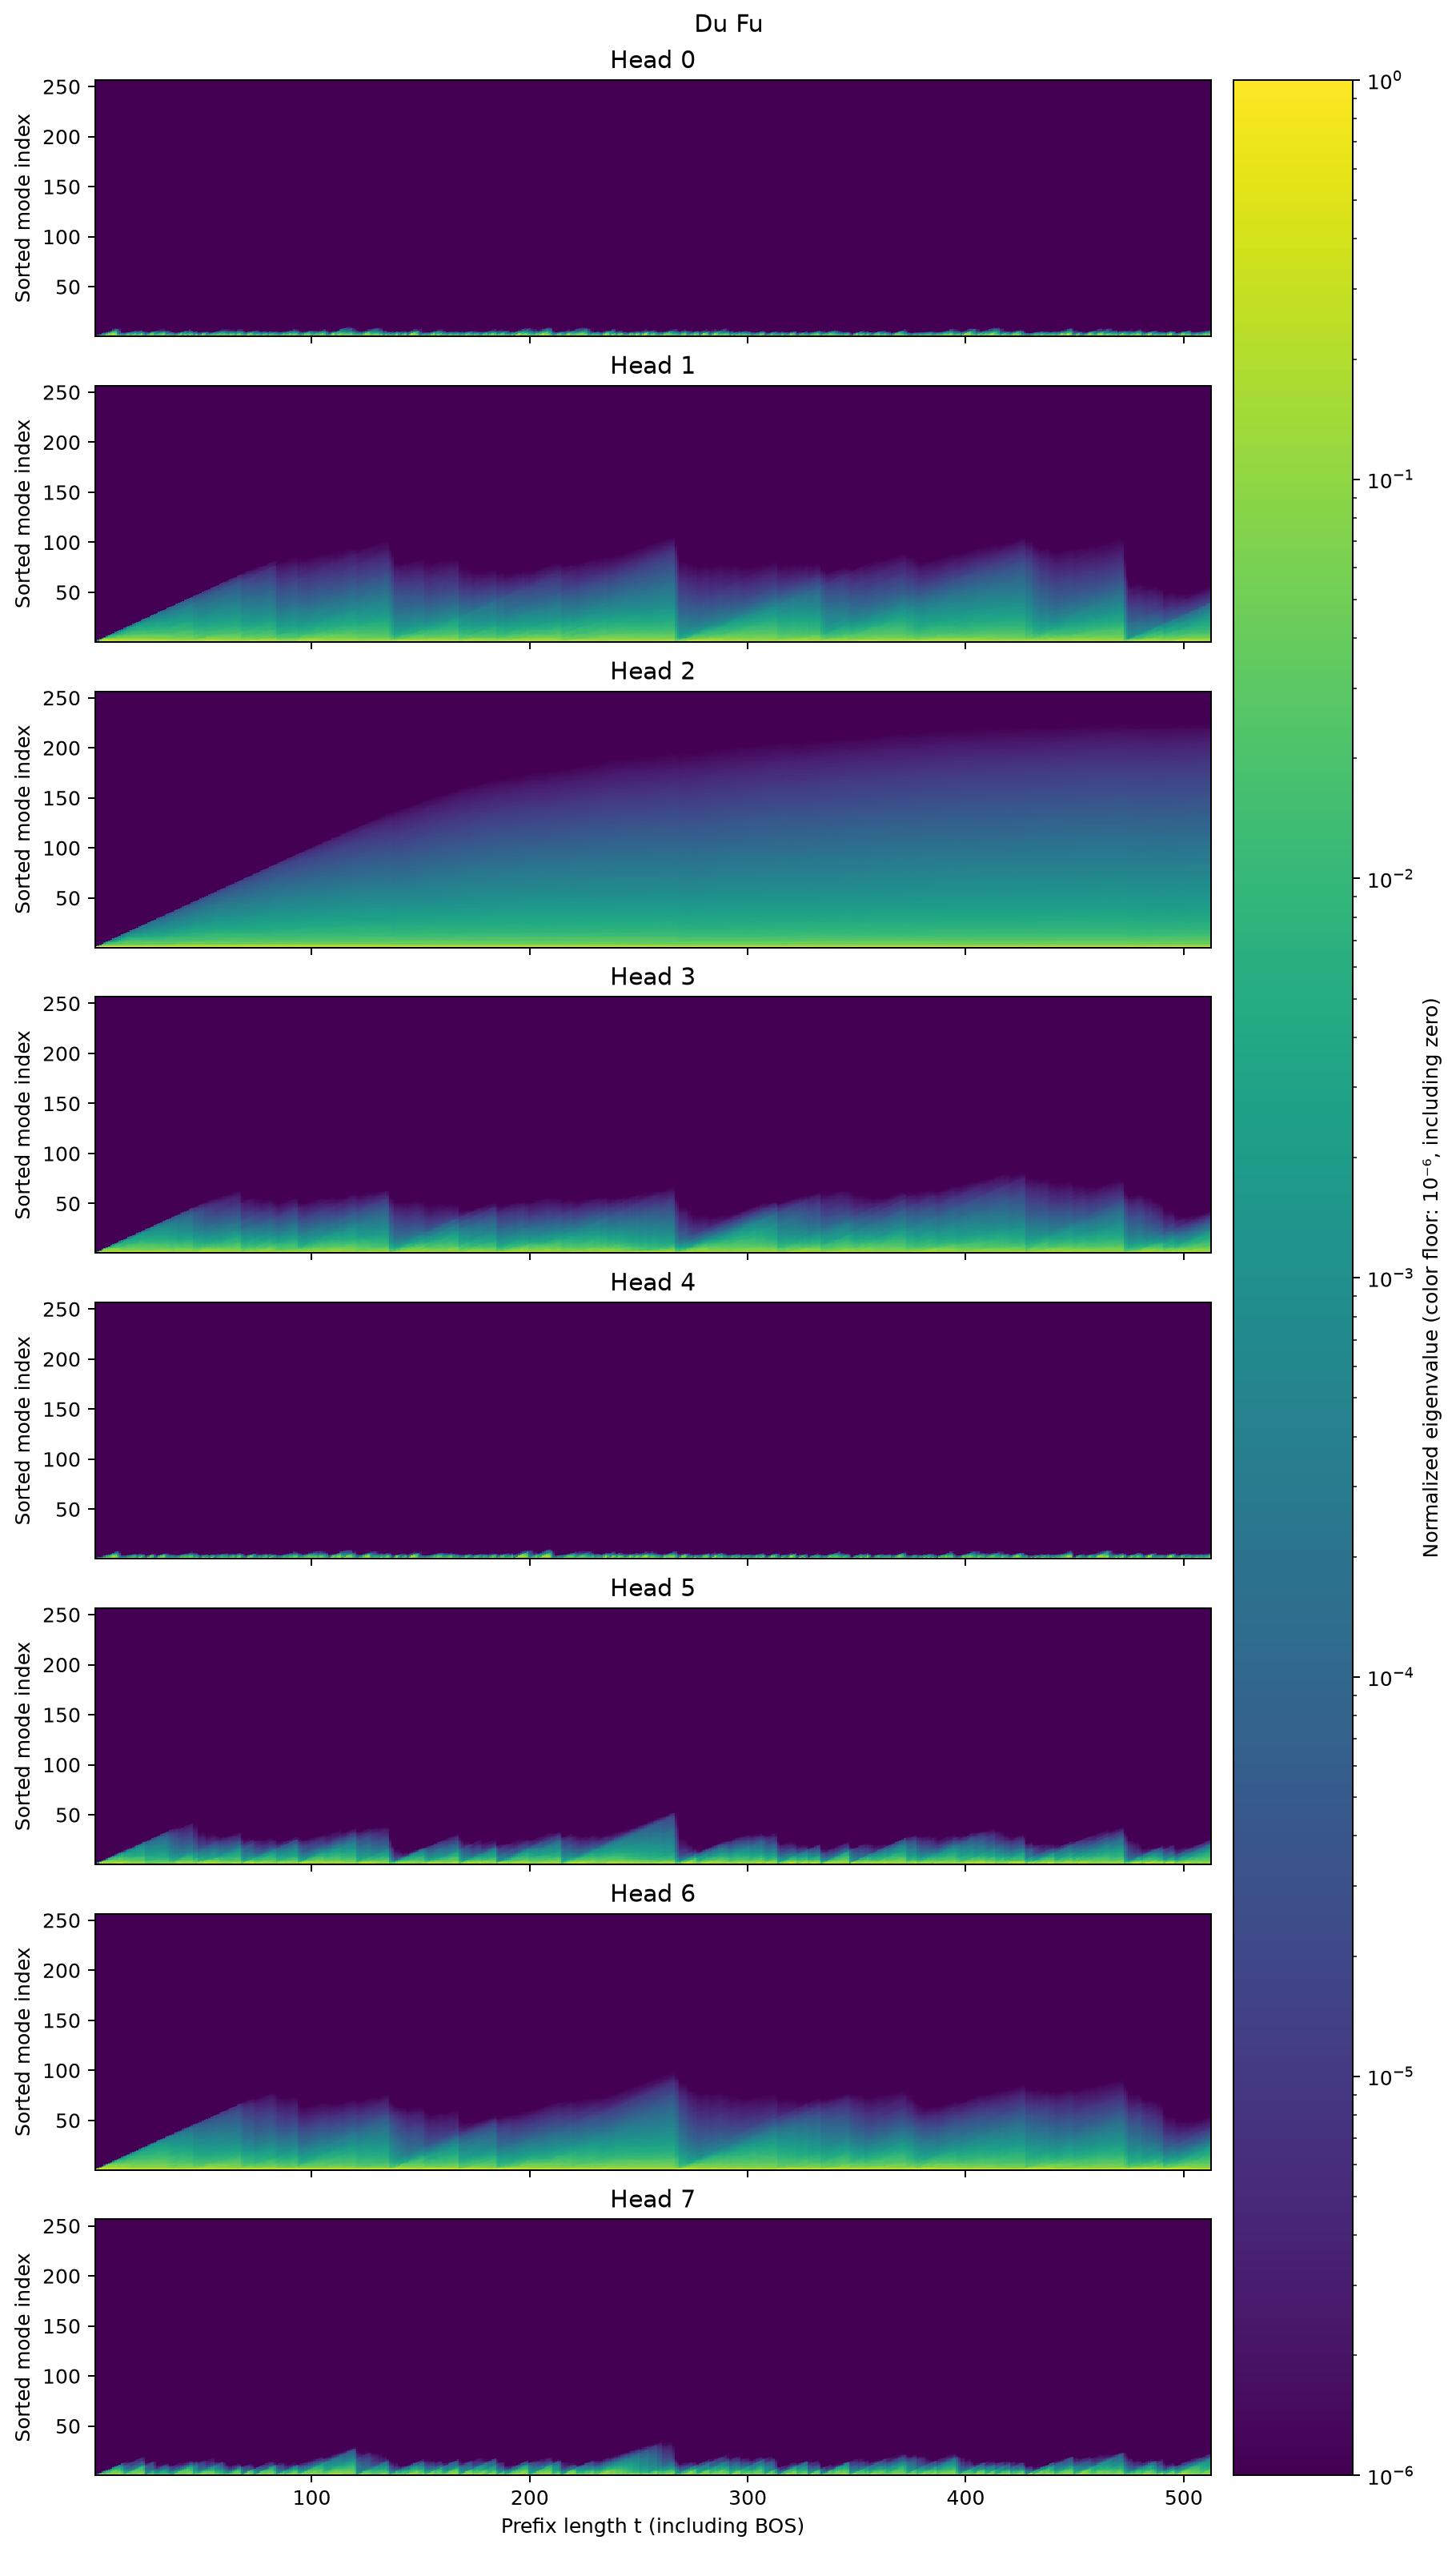 Du Fu
Head 0
Sorted mode index
250
200
150
100
50
Head 1
Sorted mode index
250
200
150
100
50
Head 2
Sorted mode index
250
200
150
100
50
Head 3
Sorted mode index
250
200
150
100
50
Head 4
Sorted mode index
250
200
150
100
50
Head 5
Sorted mode index
250
200
150
100
50
Head 6
Sorted mode index
250
200
150
100
50
Head 7
Sorted mode index
250
200
150
100
50
100 200 300 400 500
Prefix length t (including BOS)
10⁰
10⁻¹
10⁻²
10⁻³
10⁻⁴
10⁻⁵
10⁻⁶
Normalized eigenvalue (color floor: 10⁻⁶, including zero)